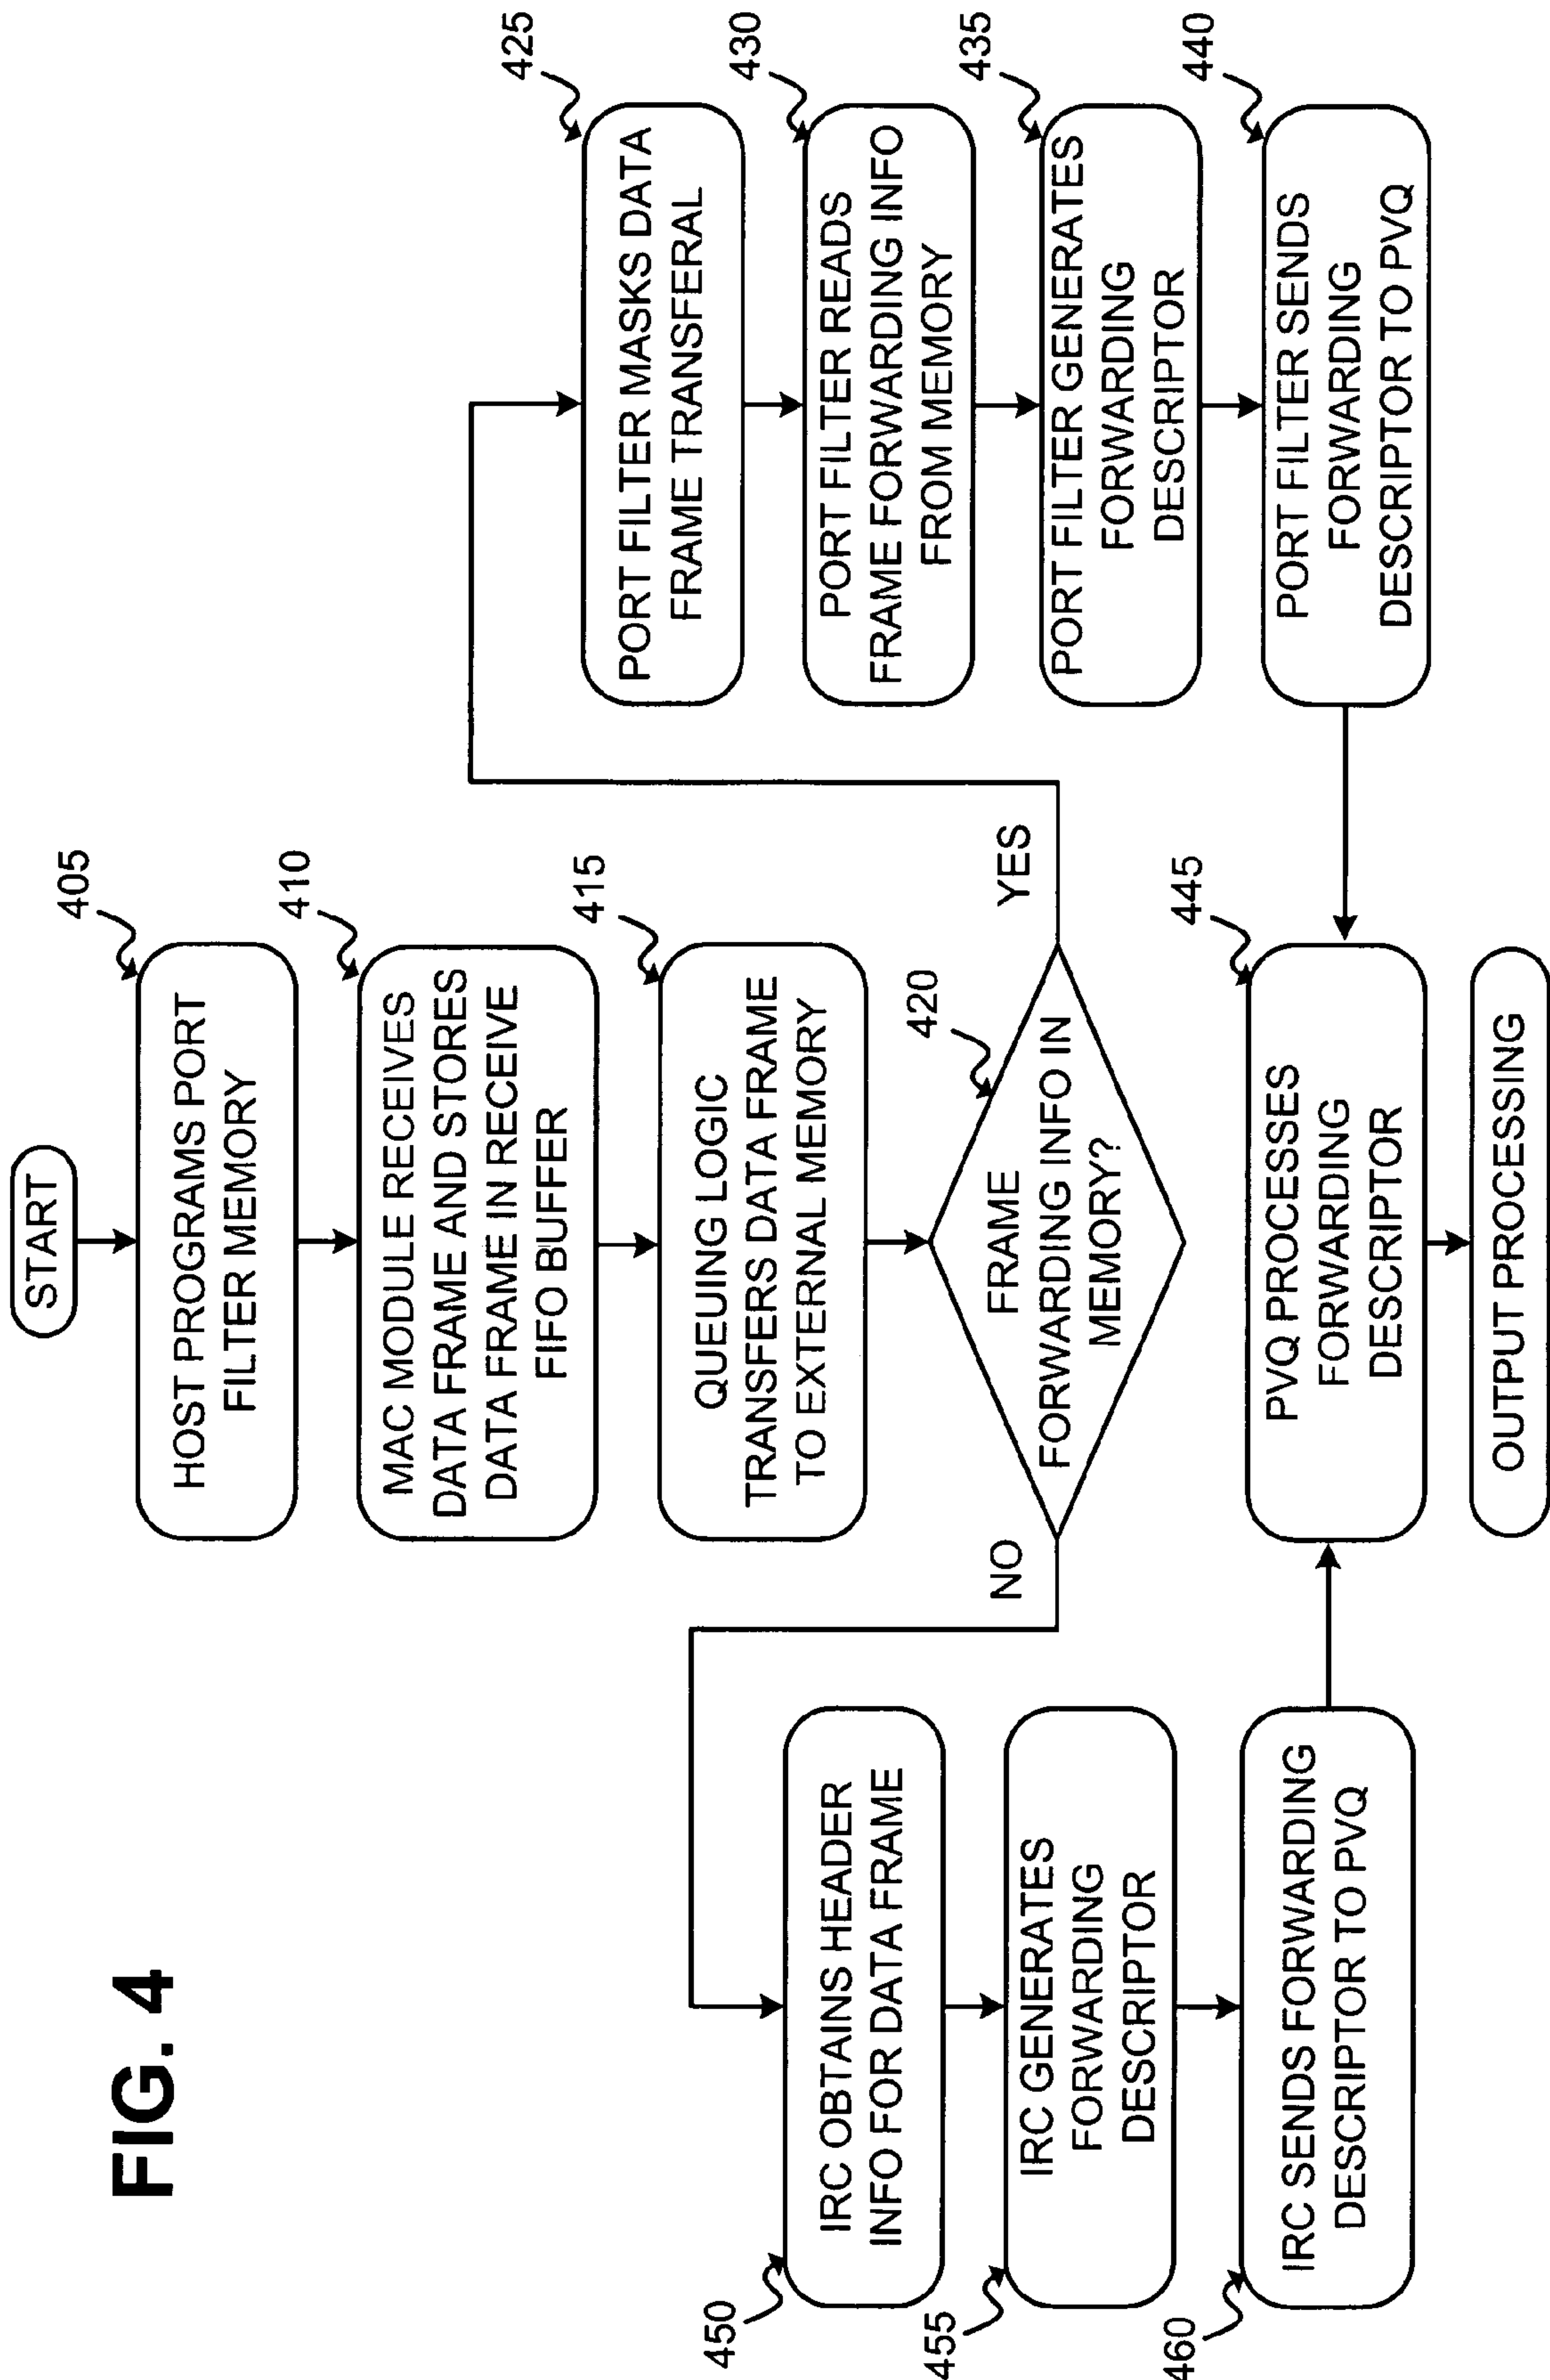 FIG. 4
START
405
HOST PROGRAMS PORT
FILTER MEMORY
410
MAC MODULE RECEIVES
DATA FRAME AND STORES
DATA FRAME IN RECEIVE
FIFO BUFFER
415
QUEUING LOGIC
TRANSFERS DATA FRAME
TO EXTERNAL MEMORY
420
FRAME
FORWARDING INFO IN
MEMORY?
YES
NO
425
PORT FILTER MASKS DATA
FRAME TRANSFERAL
430
PORT FILTER READS
FRAME FORWARDING INFO
FROM MEMORY
435
PORT FILTER GENERATES
FORWARDING
DESCRIPTOR
440
PORT FILTER SENDS
FORWARDING
DESCRIPTOR TO PVQ
450
IRC OBTAINS HEADER
INFO FOR DATA FRAME
455
IRC GENERATES
FORWARDING
DESCRIPTOR
460
IRC SENDS FORWARDING
DESCRIPTOR TO PVQ
445
PVQ PROCESSES
FORWARDING
DESCRIPTOR
OUTPUT PROCESSING